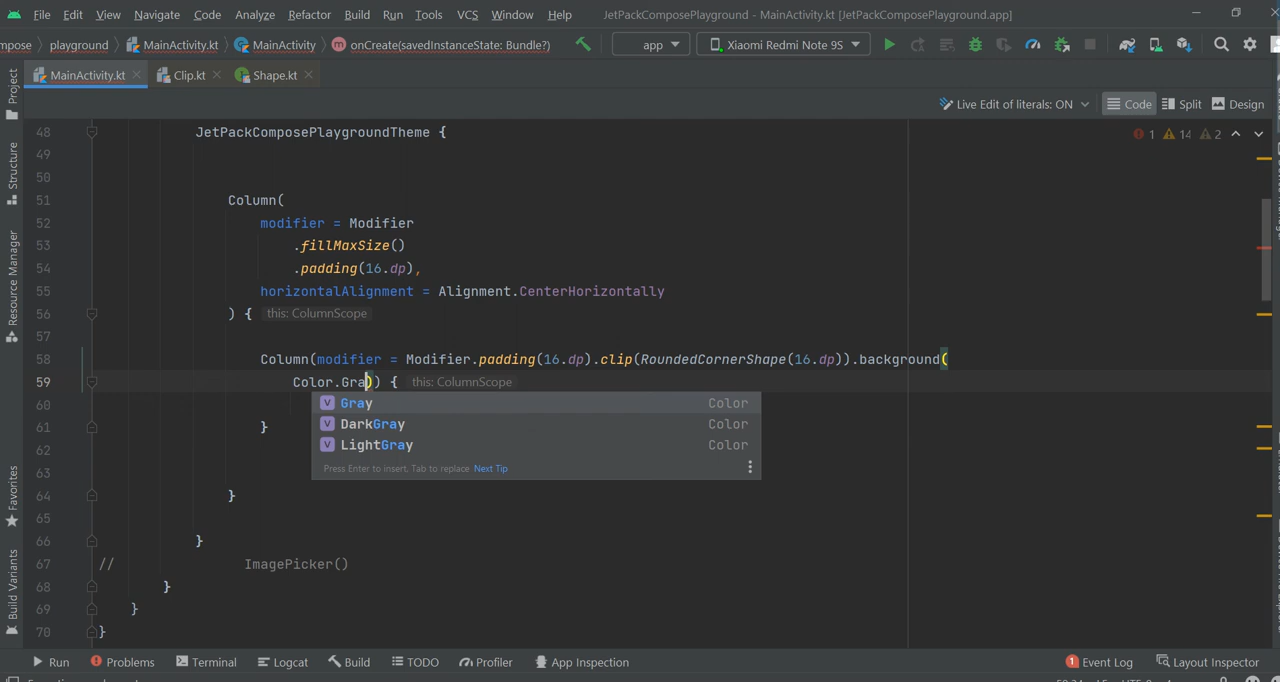 File Edit View Navigate Code Analyze Refactor Build Run Tools VCS Window Help JetPackComposePlayground - MainActivity.kt [JetPackComposePlayground.app]
mpose playground MainActivity.kt MainActivity onCreate(savedInstanceState: Bundle?) app Xiaomi Redmi Note 9S
MainActivity.kt Clip.kt Shape.kt
Live Edit of literals: ON Code Split Design
Project
Structure
Resource Manager
Favorites
Build Variants
1 14 2
48 JetPackComposePlaygroundTheme {
49
50
51 Column(
52 modifier = Modifier
53 .fillMaxSize()
54 .padding(16.dp),
55 horizontalAlignment = Alignment.CenterHorizontally
56 ) { this: ColumnScope
57
58 Column(modifier = Modifier.padding(16.dp).clip(RoundedCornerShape(16.dp)).background(
59 Color.Gra)) { this: ColumnScope
60
Gray Color
DarkGray Color
LightGray Color
Press Enter to insert, Tab to replace Next Tip
61 }
62
63
64 }
65
66 }
67 // ImagePicker()
68 }
69 }
70 }
Run Problems Terminal Logcat Build TODO Profiler App Inspection 1 Event Log Layout Inspector